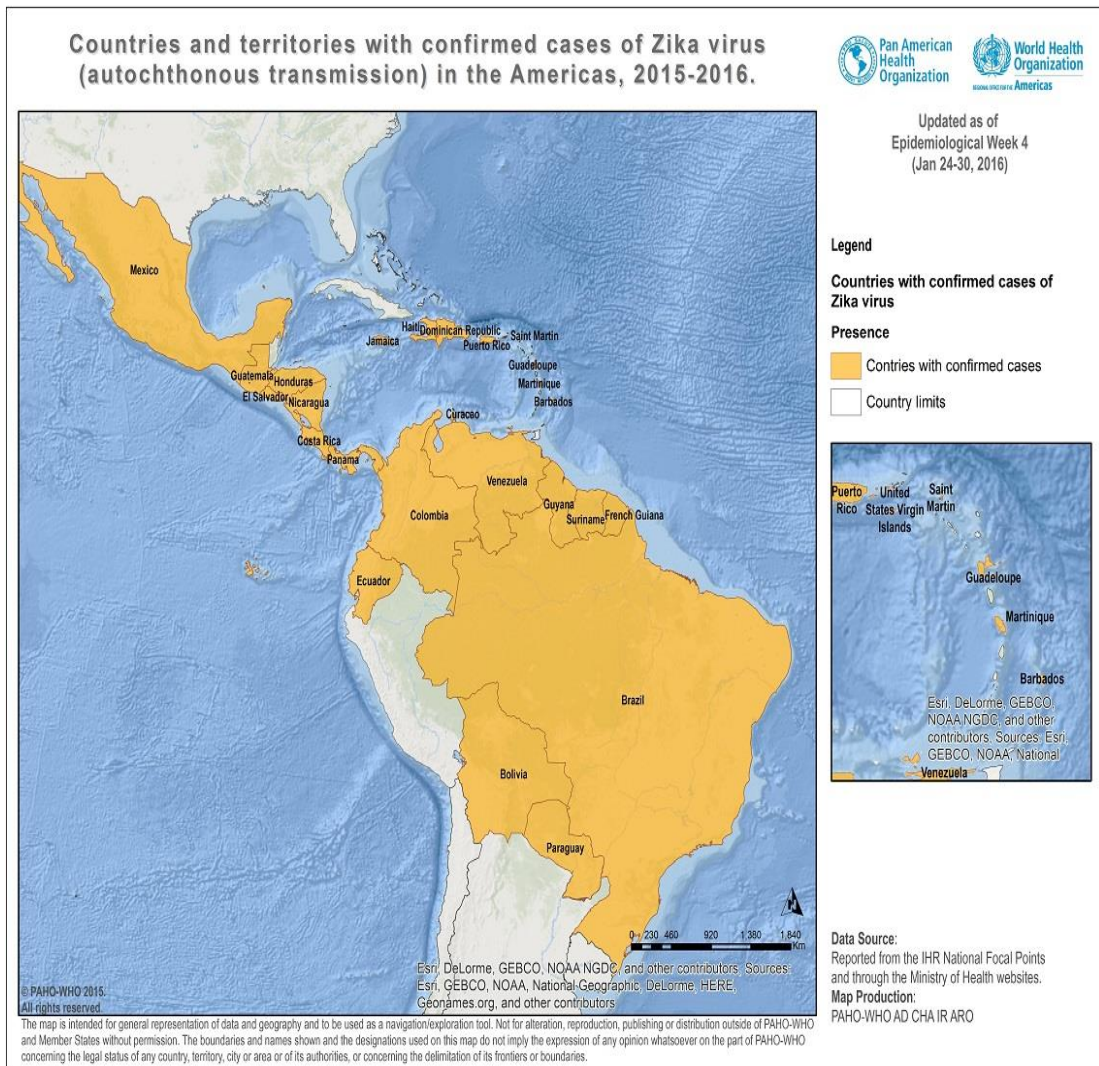 Countries and territories with confirmed cases of Zika virus
(autochthonous transmission) in the Americas, 2015-2016.
Pan American
Health
Organization
World Health
Organization
REGIONAL OFFICE FOR THE Americas
Updated as of
Epidemiological Week 4
(Jan 24-30, 2016)
Legend
Countries with confirmed cases of
Zika virus
Presence
Contries with confirmed cases
Country limits
Mexico
Haiti
Dominican Republic
Saint Martin
Jamaica
Puerto Rico
Guadeloupe
Guatemala
Honduras
Martinique
El Salvador
Nicaragua
Barbados
Curacao
Costa Rica
Panama
Venezuela
Guyana
Colombia
Suriname
French Guiana
Ecuador
Brazil
Bolivia
Paraguay
Puerto
Rico
United
States Virgin
Islands
Saint
Martin
Guadeloupe
Martinique
Barbados
Esri, DeLorme, GEBCO,
NOAA NGDC, and other
contributors, Sources: Esri,
GEBCO, NOAA, National
Venezuela
0 230 460 920 1,380 1,840
Km
Esri, DeLorme, GEBCO, NOAA NGDC, and other contributors, Sources:
Esri, GEBCO, NOAA, National Geographic, DeLorme, HERE,
Geonames.org, and other contributors
© PAHO-WHO 2015.
All rights reserved.
Data Source:
Reported from the IHR National Focal Points
and through the Ministry of Health websites.
Map Production:
PAHO-WHO AD CHA IR ARO
The map is intended for general representation of data and geography and to be used as a navigation/exploration tool. Not for alteration, reproduction, publishing or distribution outside of PAHO-WHO
and Member States without permission. The boundaries and names shown and the designations used on this map do not imply the expression of any opinion whatsoever on the part of PAHO-WHO
concerning the legal status of any country, territory, city or area or of its authorities, or concerning the delimitation of its frontiers or boundaries.